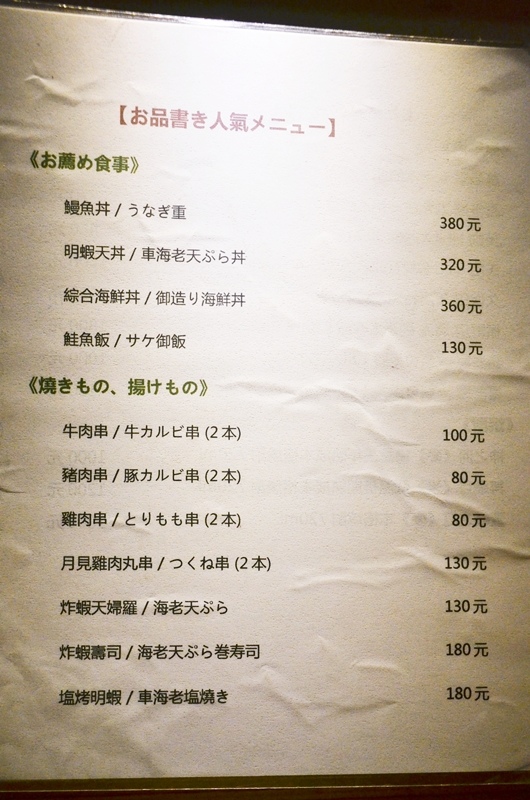 【お品書き人氣メニュー】
《お薦め食事》
鰻魚丼 / うなぎ重 380元
明蝦天丼 / 車海老天ぷら丼 320元
綜合海鮮丼 / 御造り海鮮丼 360元
鮭魚飯 / サケ御飯 130元
《燒きもの、揚けもの》
牛肉串 / 牛カルビ串 (2本) 100元
豬肉串 / 豚カルビ串 (2本) 80元
雞肉串 / とりもも串 (2本) 80元
月見雞肉丸串 / つくね串 (2本) 130元
炸蝦天婦羅 / 海老天ぷら 130元
炸蝦壽司 / 海老天ぷら巻寿司 180元
塩烤明蝦 / 車海老塩燒き 180元